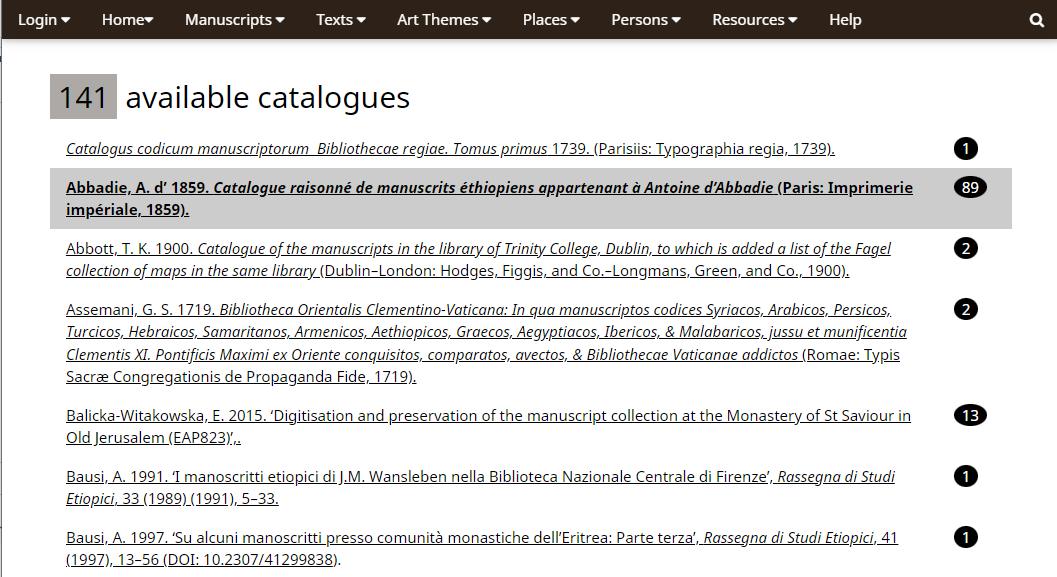 Login Home Manuscripts Texts Art Themes Places Persons Resources Help
141 available catalogues
Catalogus codicum manuscriptorum Bibliothecae regiae. Tomus primus 1739. (Parisiis: Typographia regia, 1739). 1
Abbadie, A. d’ 1859. Catalogue raisonné de manuscrits éthiopiens appartenant à Antoine d’Abbadie (Paris: Imprimerie 89
impériale, 1859).
Abbott, T. K. 1900. Catalogue of the manuscripts in the library of Trinity College, Dublin, to which is added a list of the Fagel 2
collection of maps in the same library (Dublin–London: Hodges, Figgis, and Co.–Longmans, Green, and Co., 1900).
Assemani, G. S. 1719. Bibliotheca Orientalis Clementino-Vaticana: In qua manuscriptos codices Syriacos, Arabicos, Persicos, 2
Turcicos, Hebraicos, Samaritanos, Armenicos, Aethiopicos, Graecos, Aegyptiacos, Ibericos, & Malabaricos, jussu et munificentia
Clementis XI. Pontificis Maximi ex Oriente conquisitos, comparatos, avectos, & Bibliothecae Vaticanae addictos (Romae: Typis
Sacræ Congregationis de Propaganda Fide, 1719).
Balicka-Witakowska, E. 2015. ‘Digitisation and preservation of the manuscript collection at the Monastery of St Saviour in 13
Old Jerusalem (EAP823)’,.
Bausi, A. 1991. ‘I manoscritti etiopici di J.M. Wansleben nella Biblioteca Nazionale Centrale di Firenze’, Rassegna di Studi 1
Etiopici, 33 (1989) (1991), 5–33.
Bausi, A. 1997. ‘Su alcuni manoscritti presso comunità monastiche dell’Eritrea: Parte terza’, Rassegna di Studi Etiopici, 41 1
(1997), 13–56 (DOI: 10.2307/41299838).